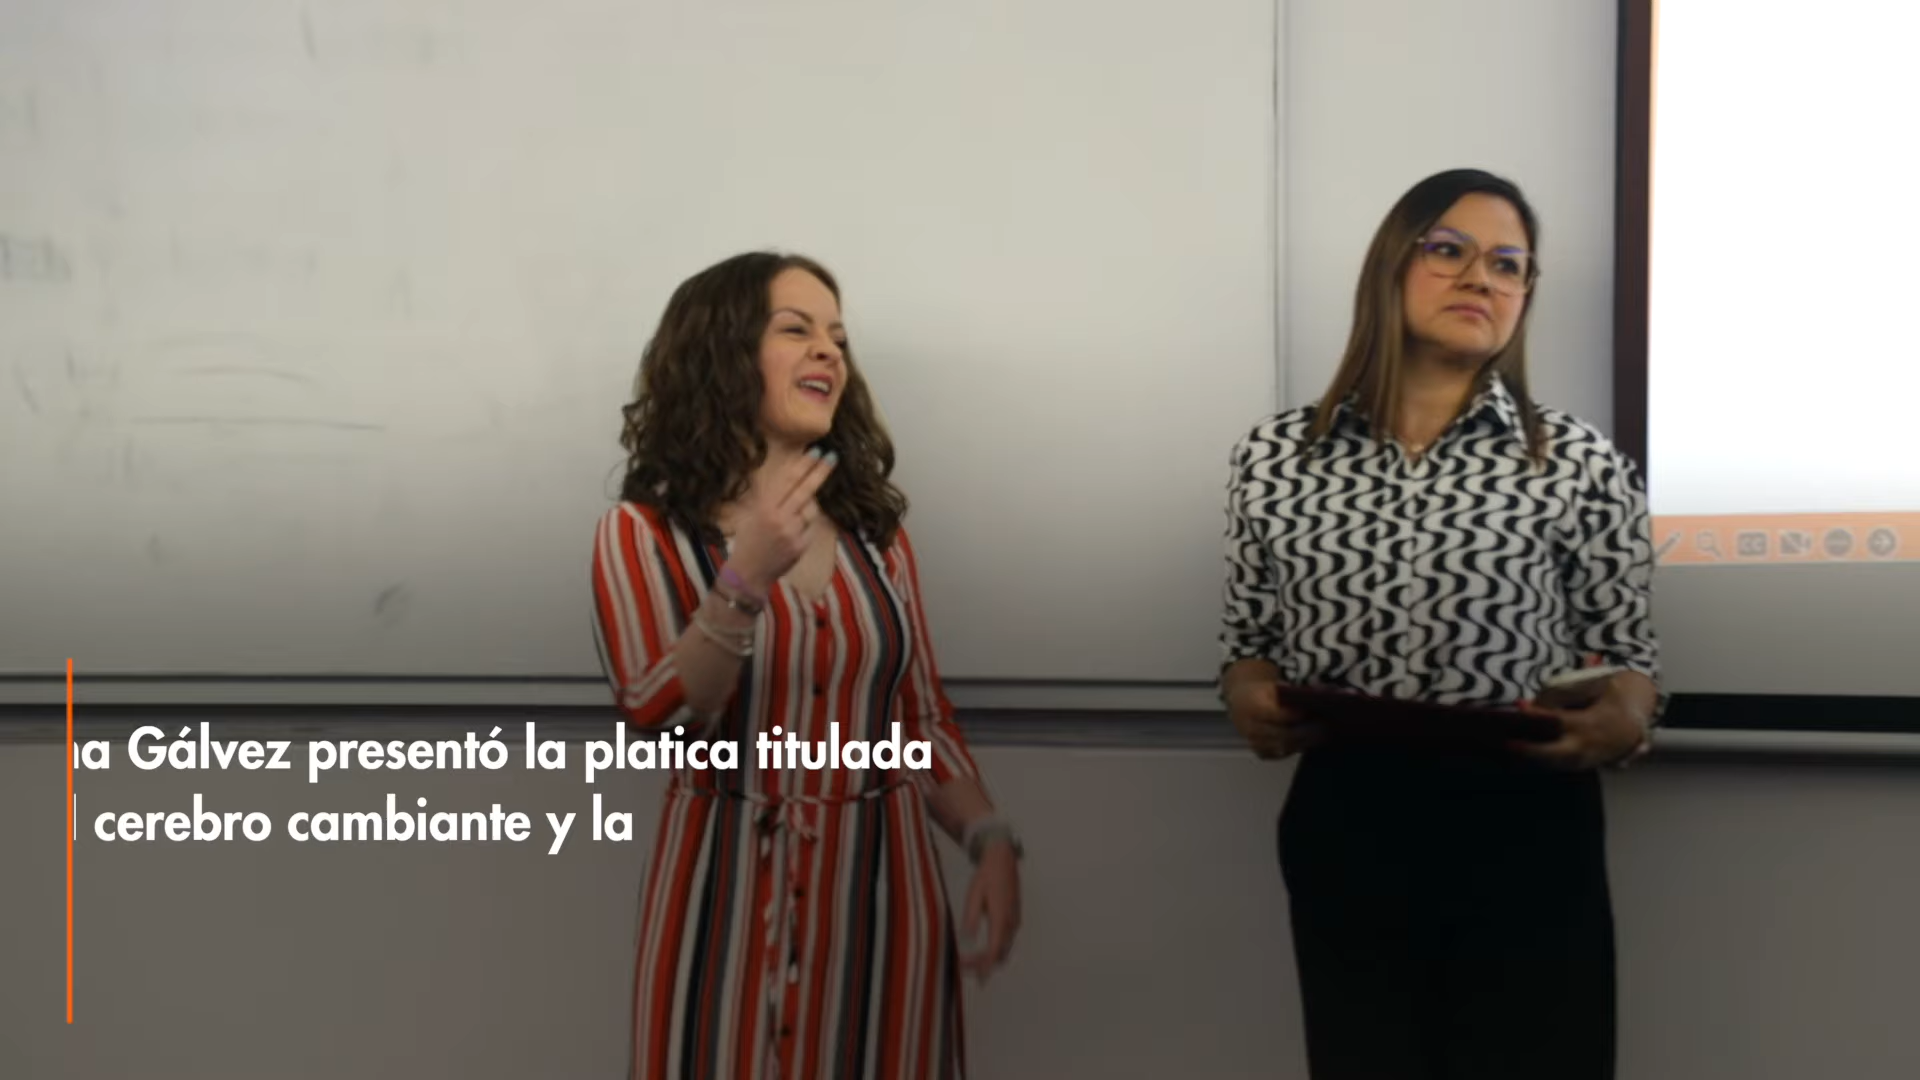 Gálvez presentó la platica titulada
cerebro cambiante y la